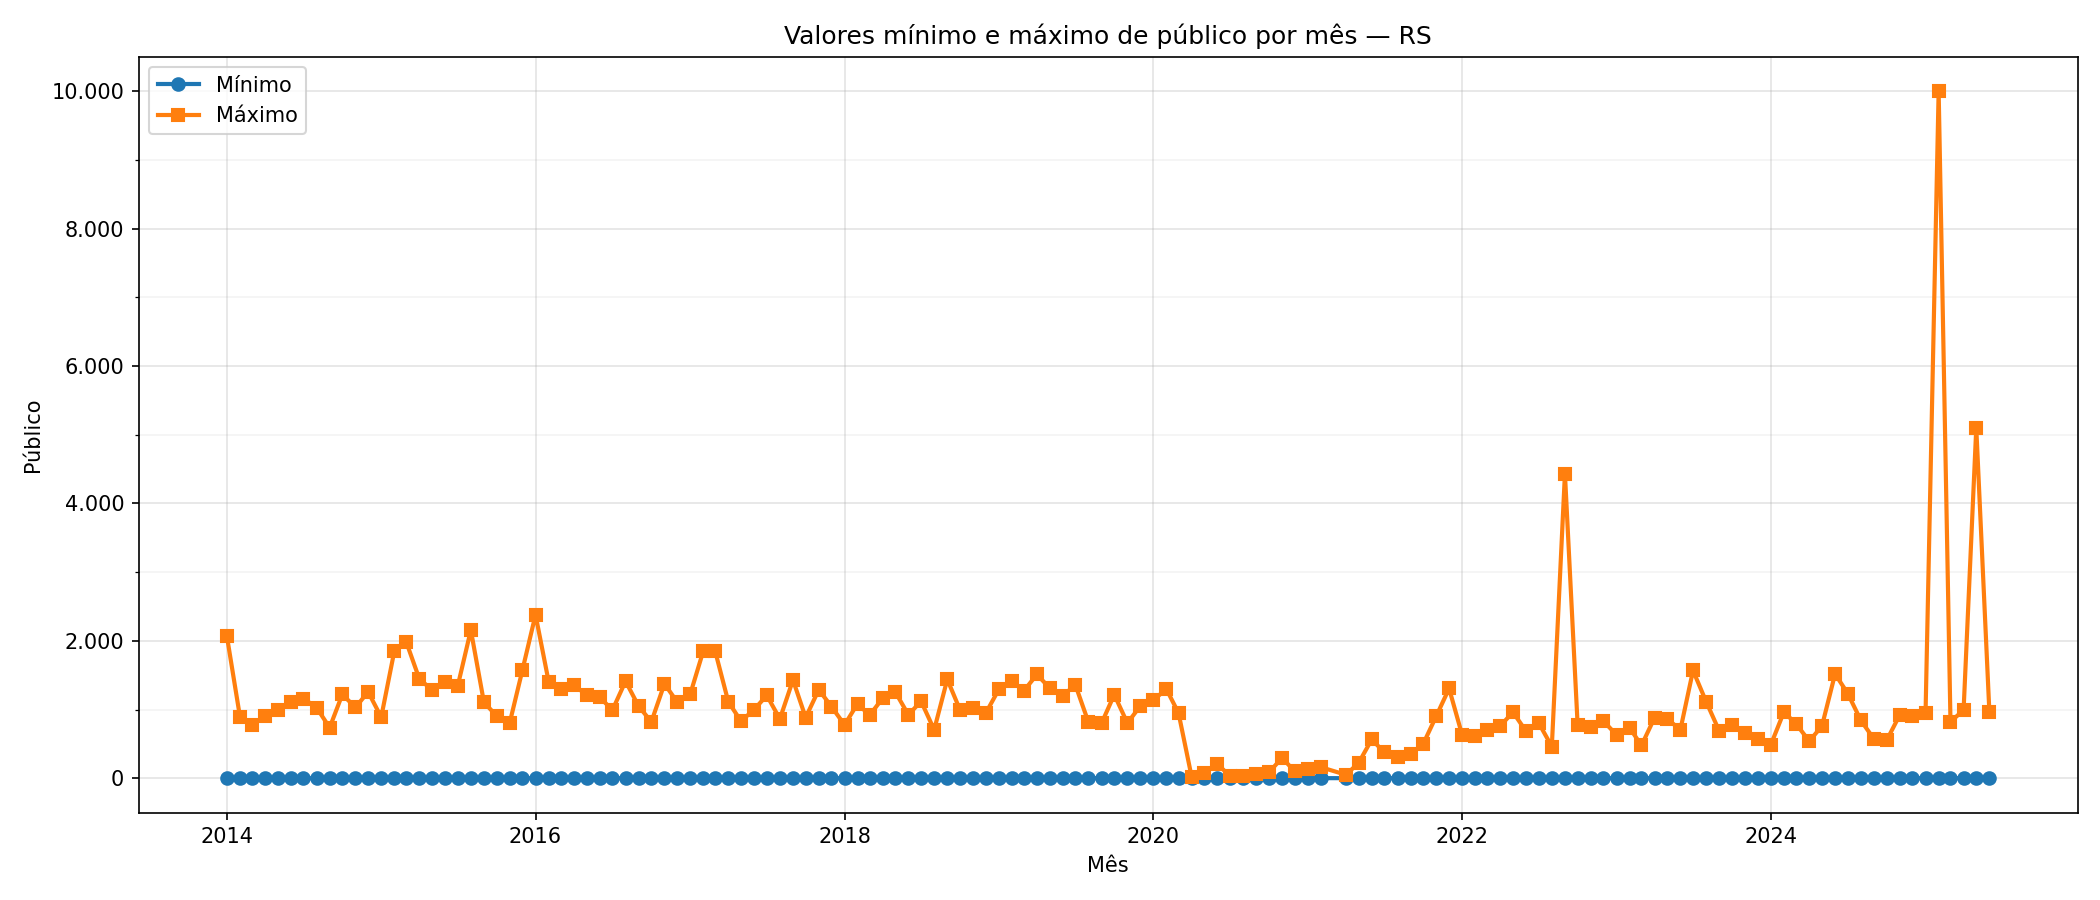 Valores mínimo e máximo de público por mês — RS
Mínimo
Máximo
10.000
8.000
6.000
4.000
2.000
0
Público
2014
2016
2018
2020
2022
2024
Mês